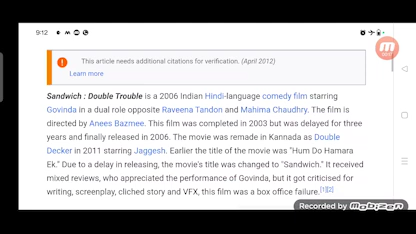 9:12
This article needs additional citations for verification. (April 2012)
Learn more
Sandwich : Double Trouble is a 2006 Indian Hindi-language comedy film starring
Govinda in a dual role opposite Raveena Tandon and Mahima Chaudhry. The film is
directed by Anees Bazmee. This film was completed in 2003 but was delayed for three
years and finally released in 2006. The movie was remade in Kannada as Double
Decker in 2011 starring Jaggesh. Earlier the title of the movie was "Hum Do Hamara
Ek." Due to a delay in releasing, the movie's title was changed to "Sandwich." It received
mixed reviews, who appreciated the performance of Govinda, but it got criticised for
writing, screenplay, cliched story and VFX, this film was a box office failure.[1][2]
Recorded by mobizen